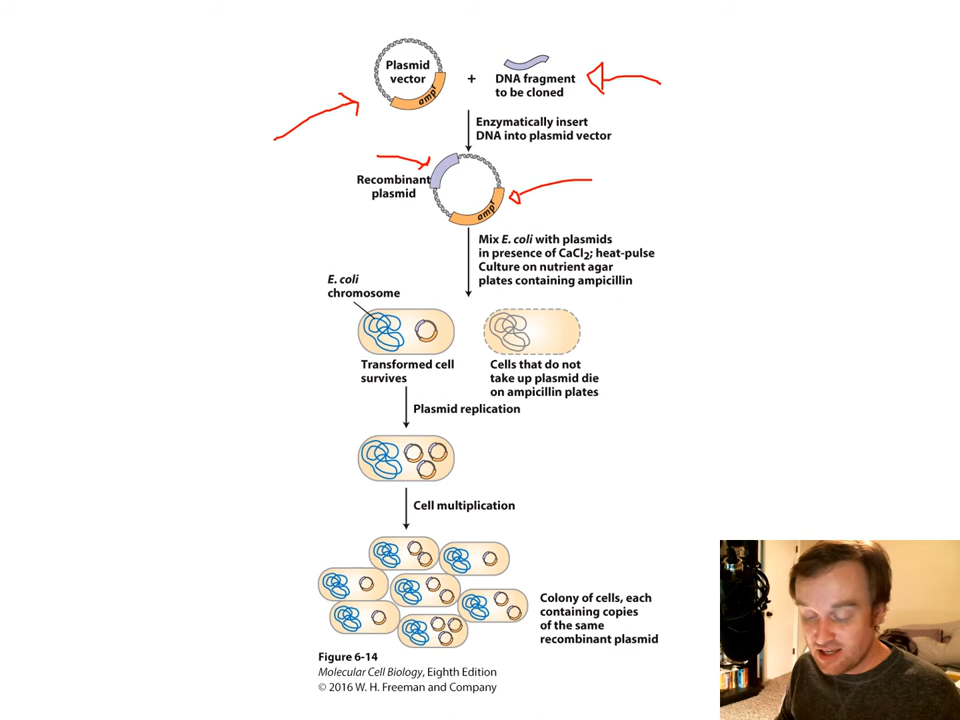 Plasmid
vector
amp^r
+
DNA fragment
to be cloned
Enzymatically insert
DNA into plasmid vector
Recombinant
plasmid
amp^r
Mix E. coli with plasmids
in presence of CaCl₂; heat-pulse
Culture on nutrient agar
plates containing ampicillin
E. coli
chromosome
Transformed cell
survives
Cells that do not
take up plasmid die
on ampicillin plates
Plasmid replication
Cell multiplication
Colony of cells, each
containing copies
of the same
recombinant plasmid
Figure 6-14
Molecular Cell Biology, Eighth Edition
© 2016 W. H. Freeman and Company